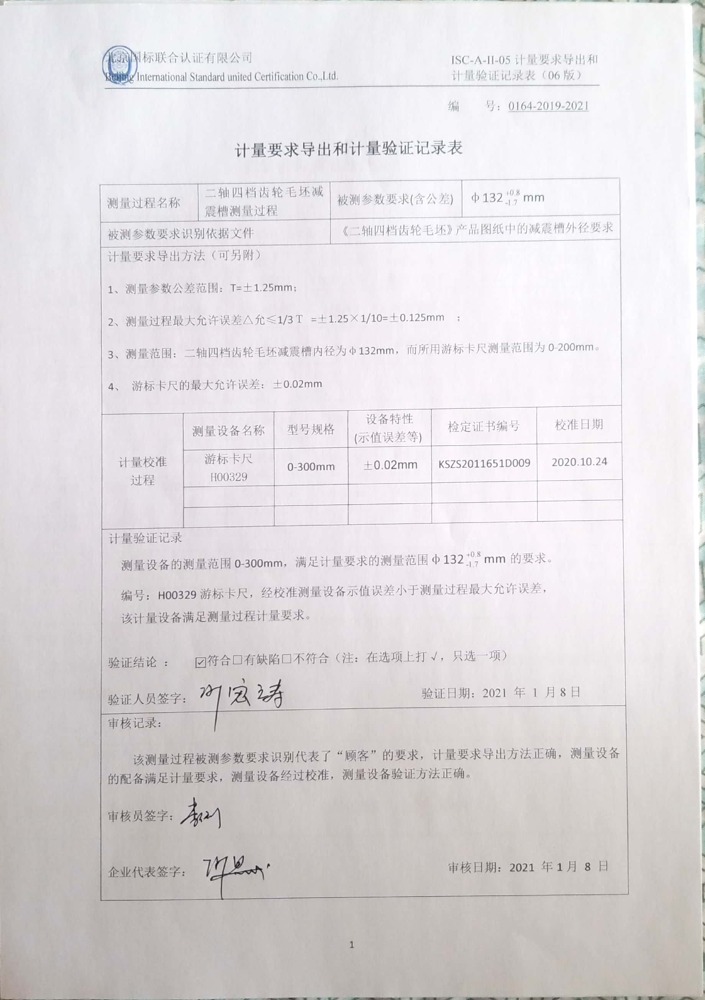 北京国标联合认证有限公司
Beijing International Standard united Certification Co.,Ltd.
ISC-A-II-05 计量要求导出和
计量验证记录表（06 版）
编 号：0164-2019-2021
计量要求导出和计量验证记录表
测量过程名称
二轴四档齿轮毛坯减
震槽测量过程
被测参数要求(含公差)
φ132 +0.8 -1.7 mm
被测参数要求识别依据文件
《二轴四档齿轮毛坯》产品图纸中的减震槽外径要求
计量要求导出方法（可另附）
1、测量参数公差范围：T=±1.25mm；
2、测量过程最大允许误差△允≤1/3T =±1.25×1/10=±0.125mm ；
3、测量范围：二轴四档齿轮毛坯减震槽内径为φ132mm，而所用游标卡尺测量范围为 0-200mm。
4、 游标卡尺的最大允许误差：±0.02mm
计量校准
过程
测量设备名称
型号规格
设备特性
(示值误差等)
检定证书编号
校准日期
游标卡尺
H00329
0-300mm
±0.02mm
KSZS2011651D009
2020.10.24
计量验证记录
测量设备的测量范围 0-300mm，满足计量要求的测量范围φ132 +0.8 -1.7 mm 的要求。
编号：H00329 游标卡尺，经校准测量设备示值误差小于测量过程最大允许误差，
该计量设备满足测量过程计量要求。
验证结论 ： ☑符合□有缺陷□不符合（注：在选项上打√，只选一项）
验证人员签字：
验证日期：2021 年 1 月 8 日
审核记录：
该测量过程被测参数要求识别代表了“顾客”的要求，计量要求导出方法正确，测量设备
的配备满足计量要求，测量设备经过校准，测量设备验证方法正确。
审核员签字：
企业代表签字：
审核日期：2021 年 1 月 8 日
1